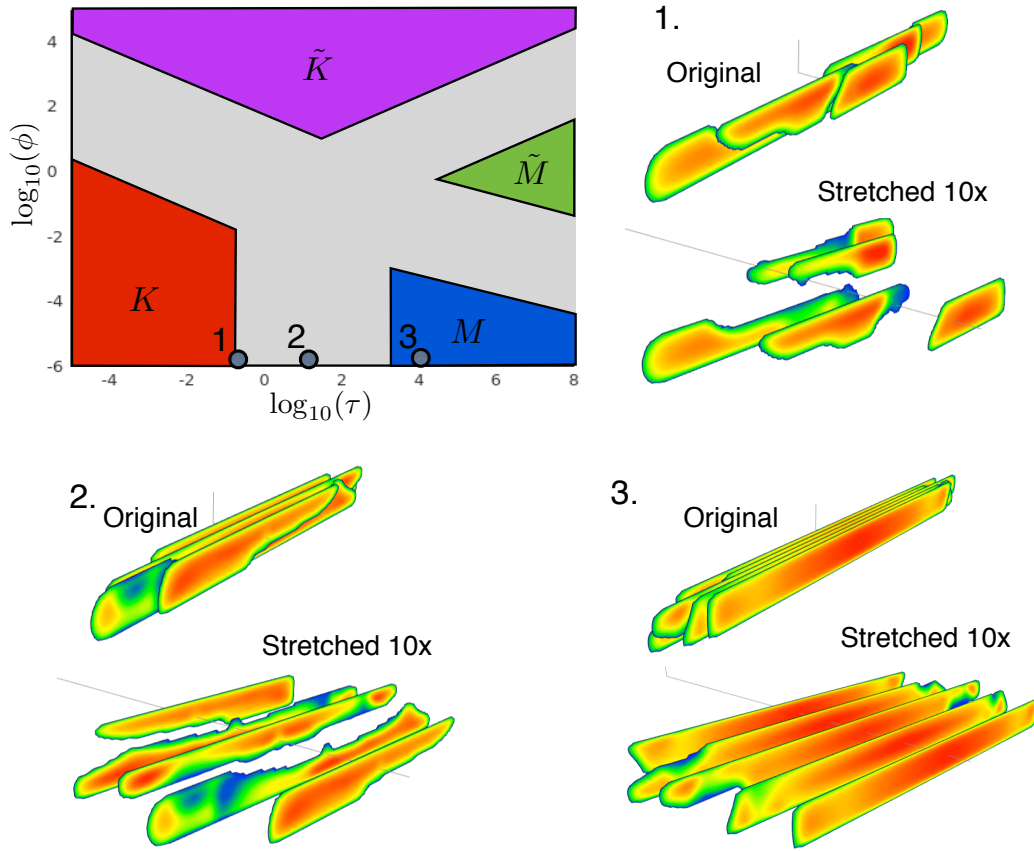 1.
Original
Stretched 10x
4
2
0
-2
-4
-6
log₁₀(ϕ)
K̃
M̃
K
M
1
2
3
-4
-2
0
2
4
6
8
log₁₀(τ)
2.
Original
Stretched 10x
3.
Original
Stretched 10x